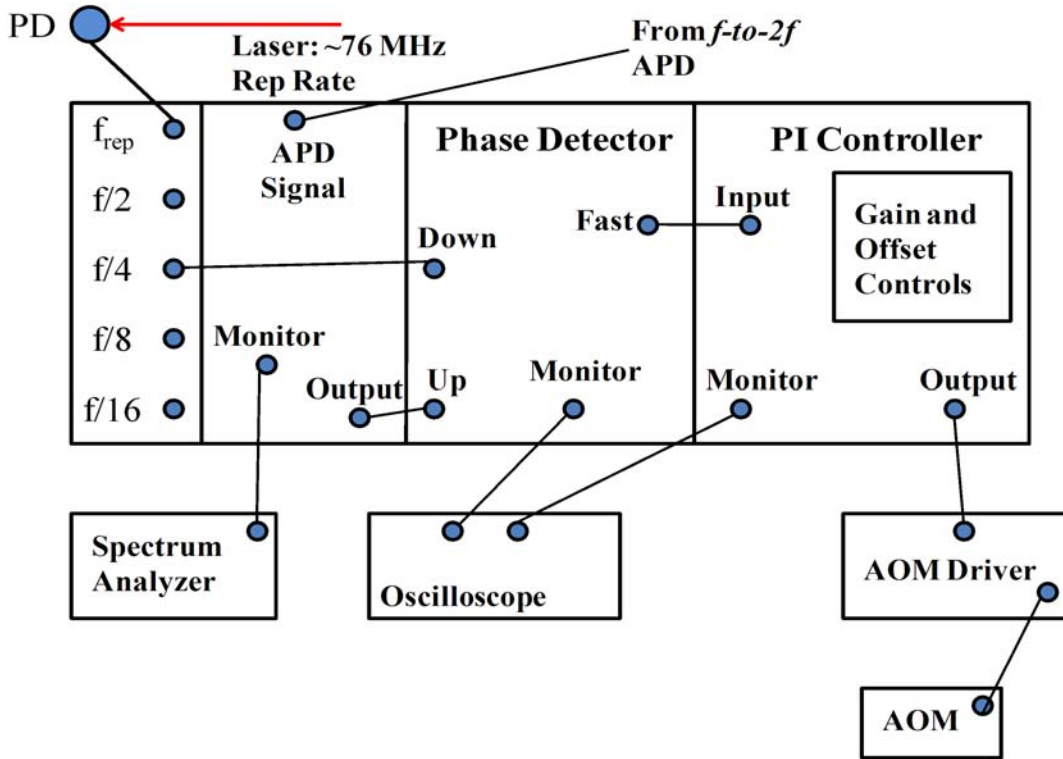 PD
Laser: ~76 MHz
Rep Rate
From f-to-2f
APD
f_rep
f/2
f/4
f/8
f/16
APD
Signal
Monitor
Output
Phase Detector
Down
Fast
Up
Monitor
PI Controller
Input
Gain and
Offset
Controls
Monitor
Output
Spectrum
Analyzer
Oscilloscope
AOM Driver
AOM